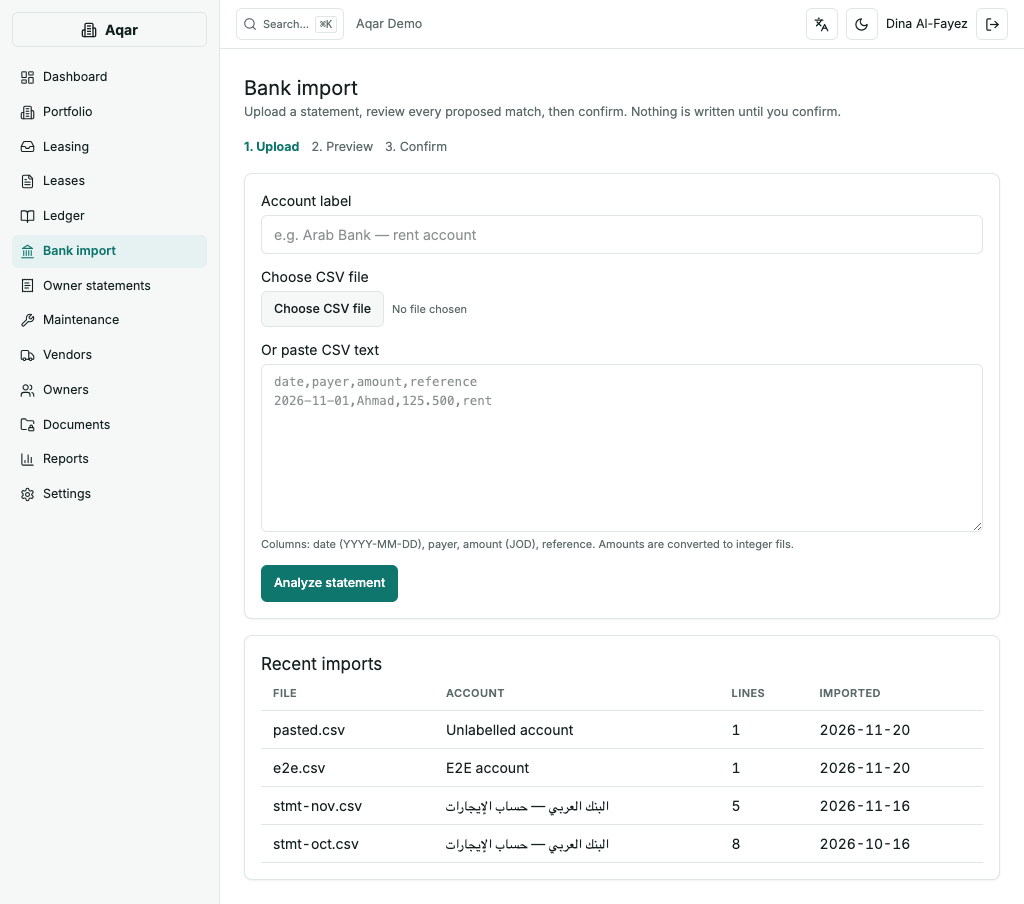 Aqar
Search... ⌘K
Aqar Demo
Dina Al-Fayez
Dashboard
Portfolio
Leasing
Leases
Ledger
Bank import
Owner statements
Maintenance
Vendors
Owners
Documents
Reports
Settings
Bank import
Upload a statement, review every proposed match, then confirm. Nothing is written until you confirm.
1. Upload 2. Preview 3. Confirm
Account label
e.g. Arab Bank — rent account
Choose CSV file
Choose CSV file No file chosen
Or paste CSV text
date,payer,amount,reference
2026-11-01,Ahmad,125.500,rent
Columns: date (YYYY-MM-DD), payer, amount (JOD), reference. Amounts are converted to integer fils.
Analyze statement
Recent imports
FILE ACCOUNT LINES IMPORTED
pasted.csv Unlabelled account 1 2026-11-20
e2e.csv E2E account 1 2026-11-20
stmt-nov.csv البنك العربي — حساب الإيجارات 5 2026-11-16
stmt-oct.csv البنك العربي — حساب الإيجارات 8 2026-10-16